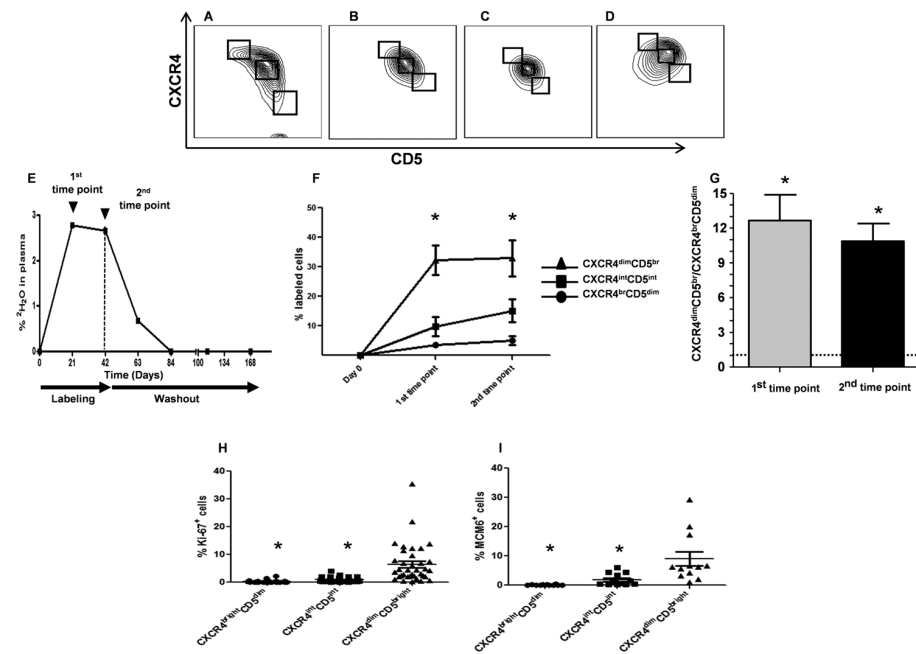 A
B
C
D
CXCR4
CD5
E
1st
time point
2nd
time point
% ²H₂O in plasma
3
2
1
0
0 21 42 63 84 100 134 168
Time (Days)
Labeling
Washout
F
% labeled cells
50
40
30
20
10
Day 0
1st time point
2nd time point
*
*
CXCR4dimCD5br
CXCR4intCD5int
CXCR4brCD5dim
G
CXCR4dimCD5br/CXCR4brCD5dim
15
12
9
6
3
0
*
*
1st time point
2nd time point
H
% Ki-67+ cells
40
30
20
10
0
*
*
CXCR4brightCD5dim
CXCR4intCD5int
CXCR4dimCD5bright
I
% MCM6+ cells
40
30
20
10
0
*
*
CXCR4brightCD5dim
CXCR4intCD5int
CXCR4dimCD5bright